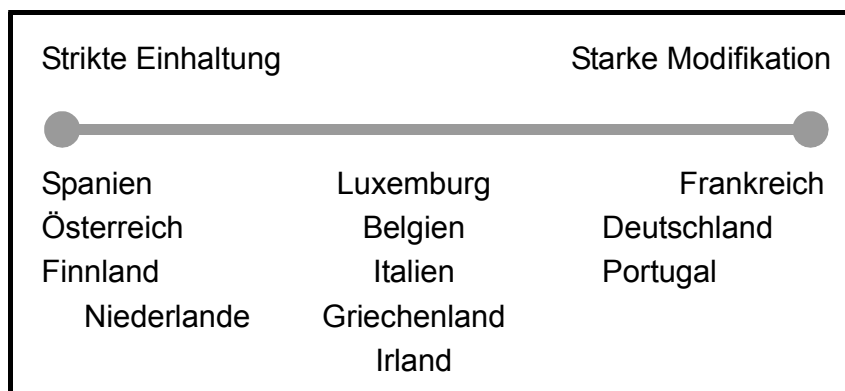 Strikte Einhaltung Starke Modifikation
Spanien Luxemburg Frankreich
Österreich Belgien Deutschland
Finnland Italien Portugal
Niederlande Griechenland
Irland